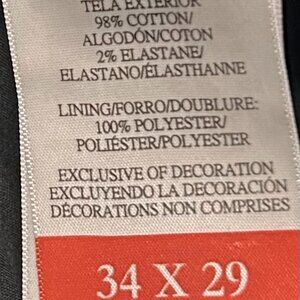 TELA EXTERIOR
98% COTTON/
ALGODÓN/COTON
2% ELASTANE/
ELASTANO/ÉLASTHANNE
LINING/FORRO/DOUBLURE:
100% POLYESTER/
POLIÉSTER/POLYESTER
EXCLUSIVE OF DECORATION
EXCLUYENDO LA DECORACIÓN
DÉCORATIONS NON COMPRISES
34 X 29